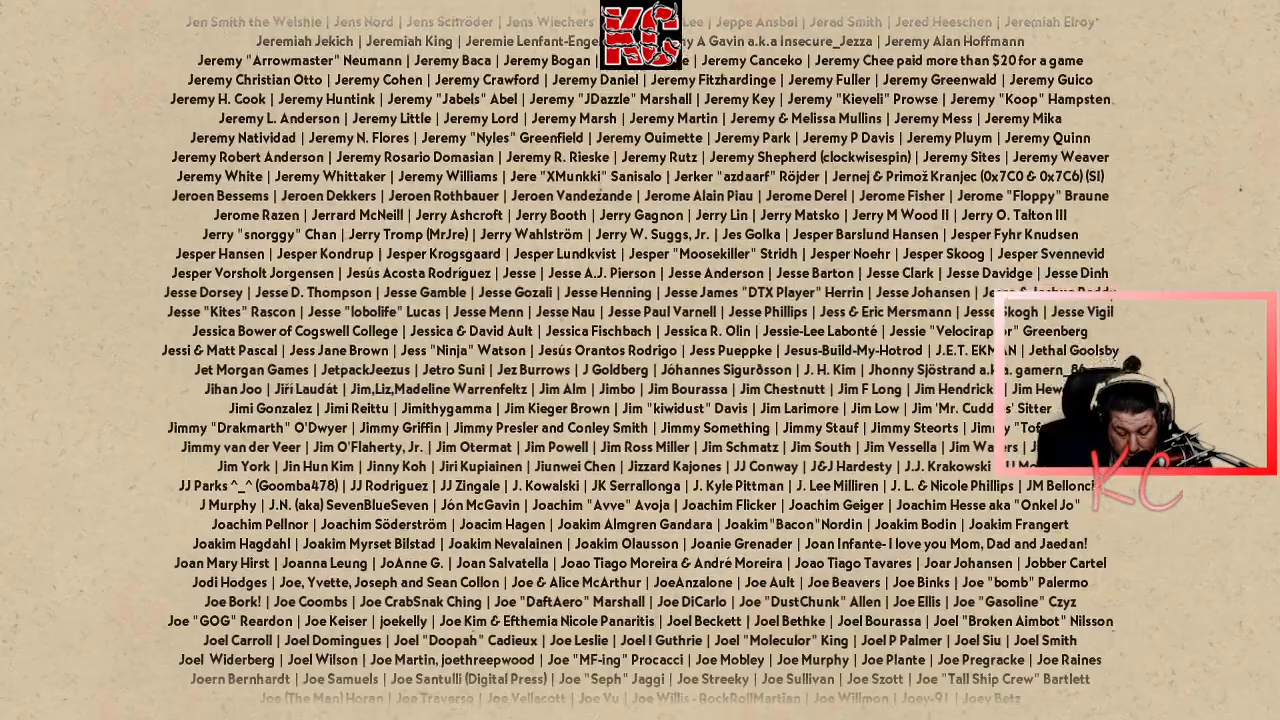 Jen Smith the Welshie | Jens Nord | Jens Schröder | Jens Wiechers Lee | Jeppe Ansbøl | Jerad Smith | Jered Heeschen | Jeremiah Elroy
KC
Jeremiah Jekich | Jeremiah King | Jeremie Lenfant-Enge A Gavin a.k.a Insecure_Jezza | Jeremy Alan Hoffmann
Jeremy "Arrowmaster" Neumann | Jeremy Baca | Jeremy Bogan | Jeremy Canceko | Jeremy Chee paid more than $20 for a game
Jeremy Christian Otto | Jeremy Cohen | Jeremy Crawford | Jeremy Daniel | Jeremy Fitzhardinge | Jeremy Fuller | Jeremy Greenwald | Jeremy Guico
Jeremy H. Cook | Jeremy Huntink | Jeremy "Jabels" Abel | Jeremy "JDazzle" Marshall | Jeremy Key | Jeremy "Kieveli" Prowse | Jeremy "Koop" Hampsten
Jeremy L. Anderson | Jeremy Little | Jeremy Lord | Jeremy Marsh | Jeremy Martin | Jeremy & Melissa Mullins | Jeremy Mess | Jeremy Mika
Jeremy Natividad | Jeremy N. Flores | Jeremy "Nyles" Greenfield | Jeremy Ouimette | Jeremy Park | Jeremy P Davis | Jeremy Pluym | Jeremy Quinn
Jeremy Robert Anderson | Jeremy Rosario Domasian | Jeremy R. Rieske | Jeremy Rutz | Jeremy Shepherd (clockwisespin) | Jeremy Sites | Jeremy Weaver
Jeremy White | Jeremy Whittaker | Jeremy Williams | Jere "XMunkki" Sanisalo | Jerker "azdaarf" Röjder | Jernej & Primož Kranjec (0x7C0 & 0x7C6) (SI)
Jeroen Bessems | Jeroen Dekkers | Jeroen Rothbauer | Jeroen Vandezande | Jerome Alain Piau | Jerome Derel | Jerome Fisher | Jerome "Floppy" Braune
Jerome Razen | Jerrard McNeill | Jerry Ashcroft | Jerry Booth | Jerry Gagnon | Jerry Lin | Jerry Matsko | Jerry M Wood II | Jerry O. Talton III
Jerry "snorggy" Chan | Jerry Tromp (MrJre) | Jerry Wahlström | Jerry W. Suggs, Jr. | Jes Golka | Jesper Barslund Hansen | Jesper Fyhr Knudsen
Jesper Hansen | Jesper Kondrup | Jesper Krogsgaard | Jesper Lundkvist | Jesper "Moosekiller" Stridh | Jesper Noehr | Jesper Skoog | Jesper Svennevid
Jesper Vorsholt Jorgensen | Jesús Acosta Rodríguez | Jesse | Jesse A.J. Pierson | Jesse Anderson | Jesse Barton | Jesse Clark | Jesse Davidge | Jesse Dinh
Jesse Dorsey | Jesse D. Thompson | Jesse Gamble | Jesse Gozali | Jesse Henning | Jesse James "DTX Player" Herrin | Jesse Johansen |
Jesse "Kites" Rascon | Jesse "lobolife" Lucas | Jesse Menn | Jesse Nau | Jesse Paul Varnell | Jesse Phillips | Jess & Eric Mersmann | Jesse Skogh | Jesse Vigil
Jessica Bower of Cogswell College | Jessica & David Ault | Jessica Fischbach | Jessica R. Olin | Jessie-Lee Labonté | Jessie "Velociraptor" Greenberg
Jessi & Matt Pascal | Jess Jane Brown | Jess "Ninja" Watson | Jesús Orantos Rodrigo | Jess Pueppke | Jesus-Build-My-Hotrod | J.E.T. EKMAN | Jethal Goolsby
Jet Morgan Games | JetpackJeezus | Jetro Suni | Jez Burrows | J Goldberg | Jóhannes Sigurðsson | J. H. Kim | Jhonny Sjöstrand a.k.a. gamern_86
Jihan Joo | Jiří Laudát | Jim,Liz,Madeline Warrenfeltz | Jim Alm | Jimbo | Jim Bourassa | Jim Chestnutt | Jim F Long | Jim Hendrick | Jim Hew
Jimi Gonzalez | Jimi Reittu | Jimithygamma | Jim Kieger Brown | Jim "kiwidust" Davis | Jim Larimore | Jim Low | Jim 'Mr. Cuddles' Sitter
Jimmy "Drakmarth" O'Dwyer | Jimmy Griffin | Jimmy Presler and Conley Smith | Jimmy Something | Jimmy Stauf | Jimmy Steorts | Jimmy
Jimmy van der Veer | Jim O'Flaherty, Jr. | Jim Otermat | Jim Powell | Jim Ross Miller | Jim Schmatz | Jim South | Jim Vessella | Jim
Jim York | Jin Hun Kim | Jinny Koh | Jiri Kupiainen | Jiunwei Chen | Jizzard Kajones | JJ Conway | J&J Hardesty | J.J. Krakowski
KC
JJ Parks ^_^ (Goomba478) | JJ Rodriguez | JJ Zingale | J. Kowalski | JK Serrallonga | J. Kyle Pittman | J. Lee Milliren | J. L. & Nicole Phillips | JM Bellonci
J Murphy | J.N. (aka) SevenBlueSeven | Jón McGavin | Joachim "Avve" Avoja | Joachim Flicker | Joachim Geiger | Joachim Hesse aka "Onkel Jo"
Joachim Pellnor | Joachim Söderström | Joacim Hagen | Joakim Almgren Gandara | Joakim"Bacon"Nordin | Joakim Bodin | Joakim Frangert
Joakim Hagdahl | Joakim Myrset Bilstad | Joakim Nevalainen | Joakim Olausson | Joanie Grenader | Joan Infante- I love you Mom, Dad and Jaedan!
Joan Mary Hirst | Joanna Leung | JoAnne G. | Joan Salvatella | Joao Tiago Moreira & André Moreira | Joao Tiago Tavares | Joar Johansen | Jobber Cartel
Jodi Hodges | Joe, Yvette, Joseph and Sean Collon | Joe & Alice McArthur | JoeAnzalone | Joe Ault | Joe Beavers | Joe Binks | Joe "bomb" Palermo
Joe Bork! | Joe Coombs | Joe CrabSnak Ching | Joe "DaftAero" Marshall | Joe DiCarlo | Joe "DustChunk" Allen | Joe Ellis | Joe "Gasoline" Czyz
Joe "GOG" Reardon | Joe Keiser | joekelly | Joe Kim & Efthemia Nicole Panaritis | Joel Beckett | Joel Bethke | Joel Bourassa | Joel "Broken Aimbot" Nilsson
Joel Carroll | Joel Domingues | Joel "Doopah" Cadieux | Joe Leslie | Joel I Guthrie | Joel "Moleculor" King | Joel P Palmer | Joel Siu | Joel Smith
Joel Widerberg | Joel Wilson | Joe Martin, joethreepwood | Joe "MF-ing" Procacci | Joe Mobley | Joe Murphy | Joe Plante | Joe Pregracke | Joe Raines
Joern Bernhardt | Joe Samuels | Joe Santulli (Digital Press) | Joe "Seph" Jaggi | Joe Streeky | Joe Sullivan | Joe Szott | Joe "Tall Ship Crew" Bartlett
Joe (The Man) Horan | Joe Traverso | Joe Vellacott | Joe Vu | Joe Willis - RockRollMartian | Joe Willmon | Joey-91 | Joey Betz